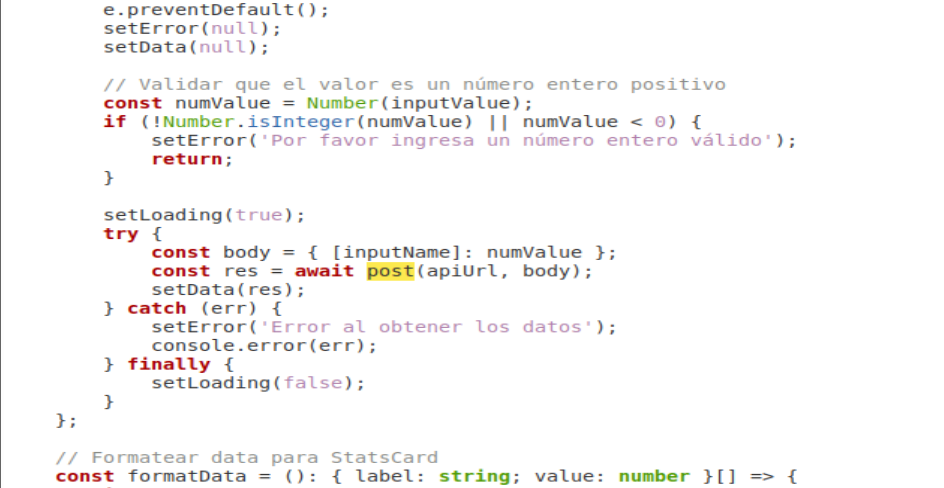 e.preventDefault();
setError(null);
setData(null);
// Validar que el valor es un número entero positivo
const numValue = Number(inputValue);
if (!Number.isInteger(numValue) || numValue < 0) {
setError('Por favor ingresa un número entero válido');
return;
}
setLoading(true);
try {
const body = { [inputName]: numValue };
const res = await post(apiUrl, body);
setData(res);
} catch (err) {
setError('Error al obtener los datos');
console.error(err);
} finally {
setLoading(false);
}
};
// Formatear data para StatsCard
const formatData = (): { label: string; value: number }[] => {